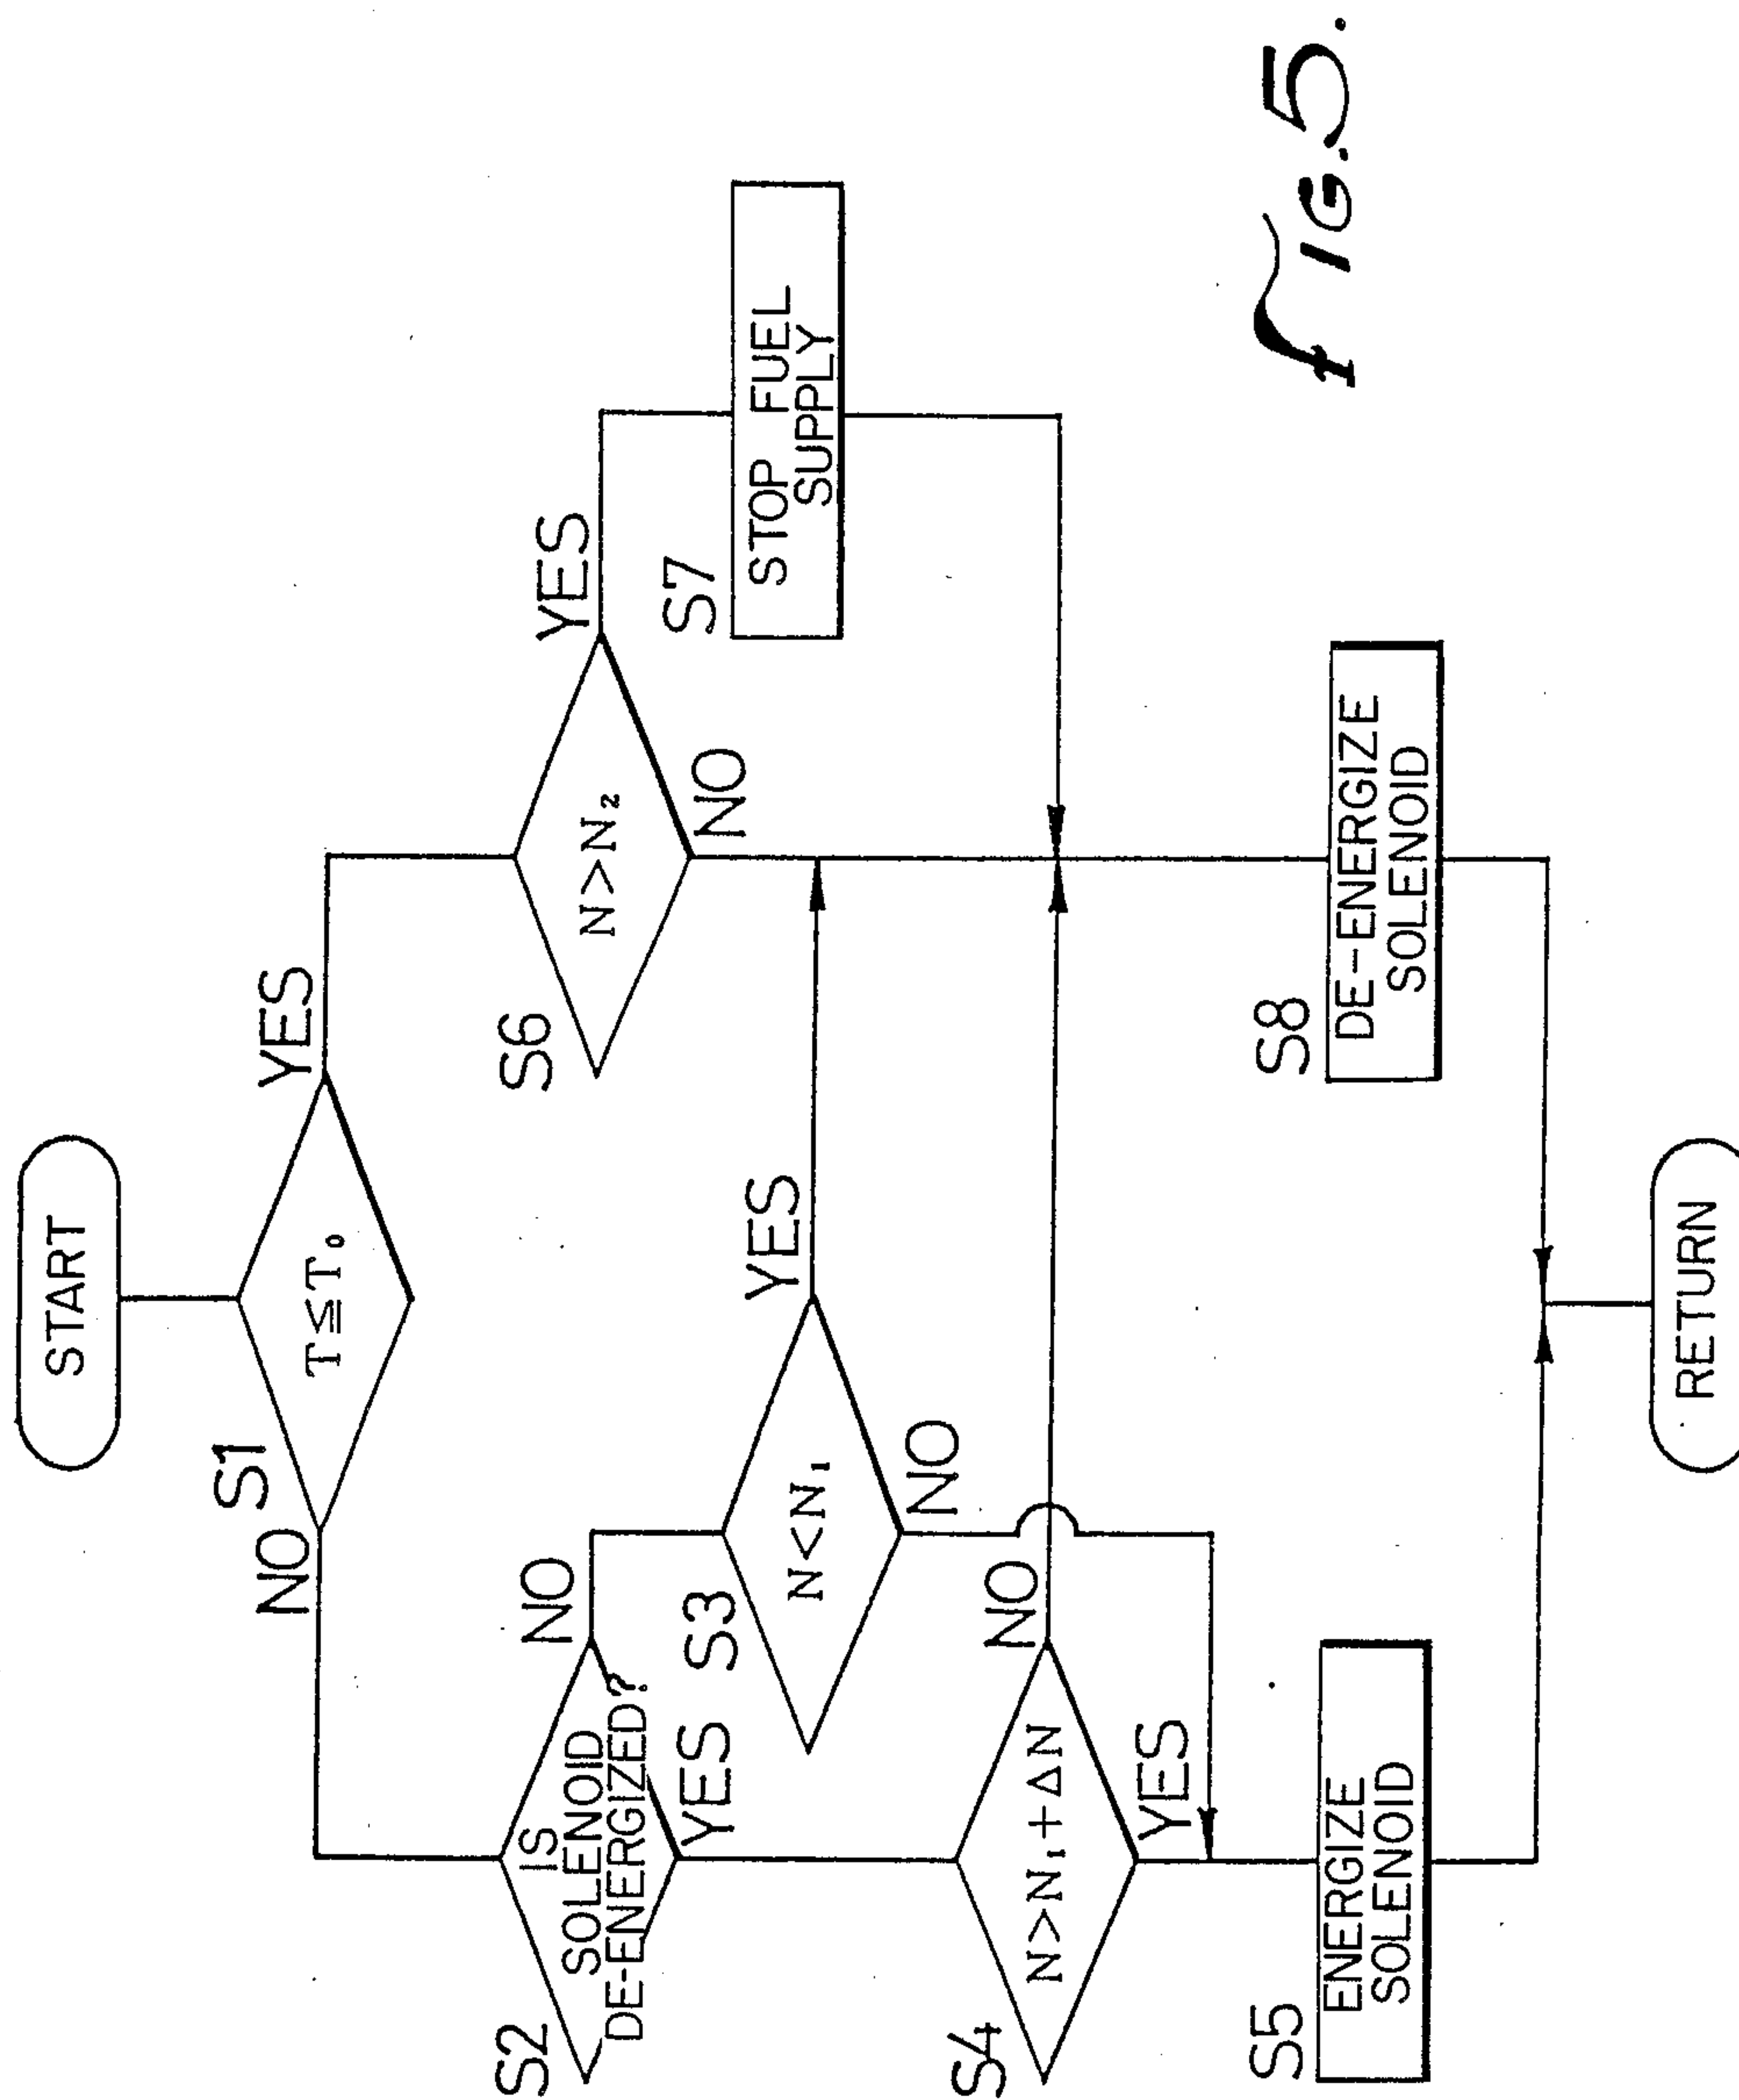 START
S1
T≦T₀
NO
YES
S2
IS
SOLENOID
DE-ENERGIZED?
NO
YES
S6
N>N₂
YES
NO
S3
N<N₁
YES
NO
S7
STOP FUEL
SUPPLY
S4
N>N₁+ΔN
NO
YES
S5
ENERGIZE
SOLENOID
S8
DE-ENERGIZE
SOLENOID
RETURN
FIG.5.